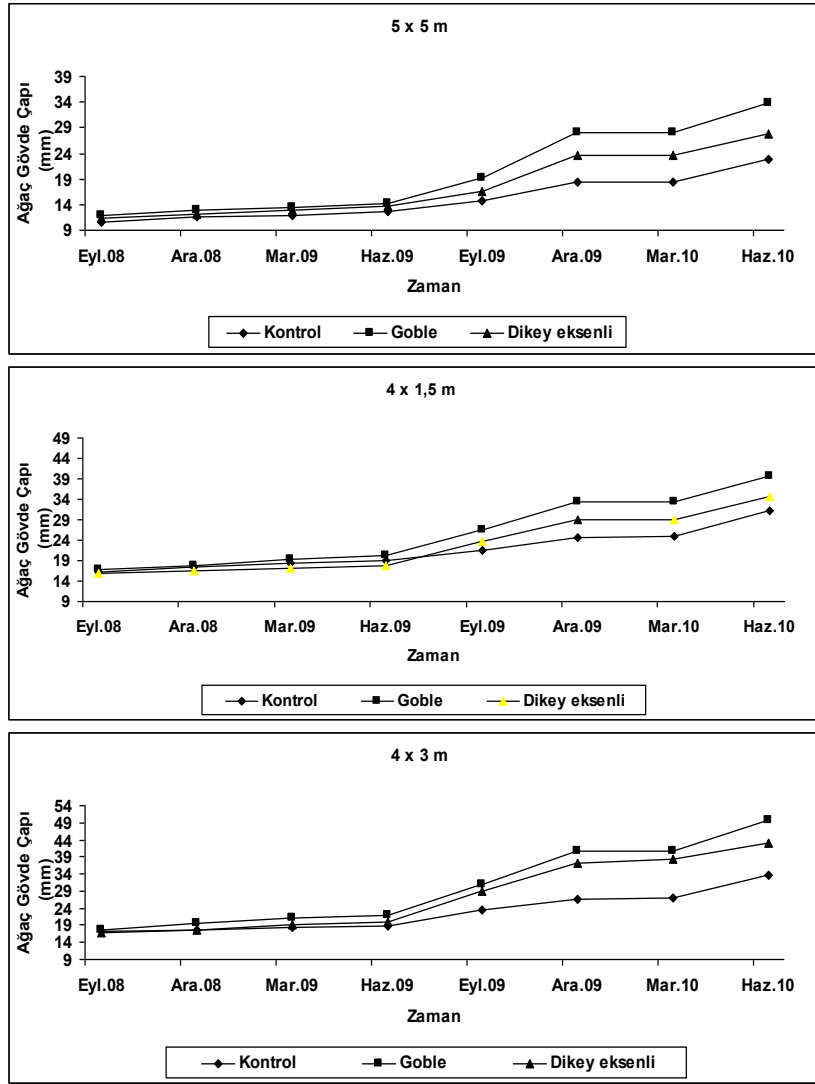 5 x 5 m
Ağaç Gövde Çapı
(mm)
39
34
29
24
19
14
9
Eyl.08 Ara.08 Mar.09 Haz.09 Eyl.09 Ara.09 Mar.10 Haz.10
Zaman
Kontrol Goble Dikey eksenli
4 x 1,5 m
Ağaç Gövde Çapı
(mm)
49
44
39
34
29
24
19
14
9
Eyl.08 Ara.08 Mar.09 Haz.09 Eyl.09 Ara.09 Mar.10 Haz.10
Zaman
Kontrol Goble Dikey eksenli
4 x 3 m
Ağaç Gövde Çapı
(mm)
54
49
44
39
34
29
24
19
14
9
Eyl.08 Ara.08 Mar.09 Haz.09 Eyl.09 Ara.09 Mar.10 Haz.10
Zaman
Kontrol Goble Dikey eksenli